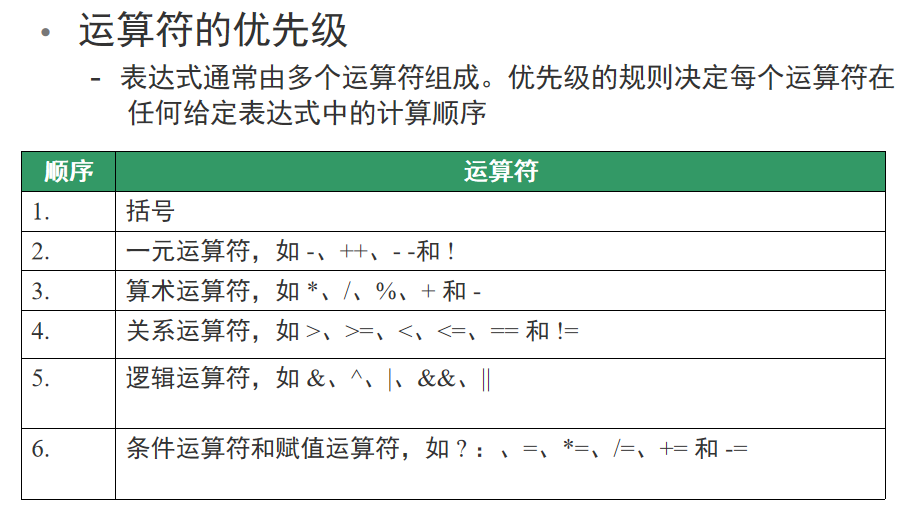 • 运算符的优先级
- 表达式通常由多个运算符组成。优先级的规则决定每个运算符在
任何给定表达式中的计算顺序
顺序 运算符
1. 括号
2. 一元运算符，如 -、++、- -和 !
3. 算术运算符，如 *、/、%、+ 和 -
4. 关系运算符，如 >、>=、<、<=、== 和 !=
5. 逻辑运算符，如 &、^、|、&&、||
6. 条件运算符和赋值运算符，如 ? ：、=、*=、/=、+= 和 -=